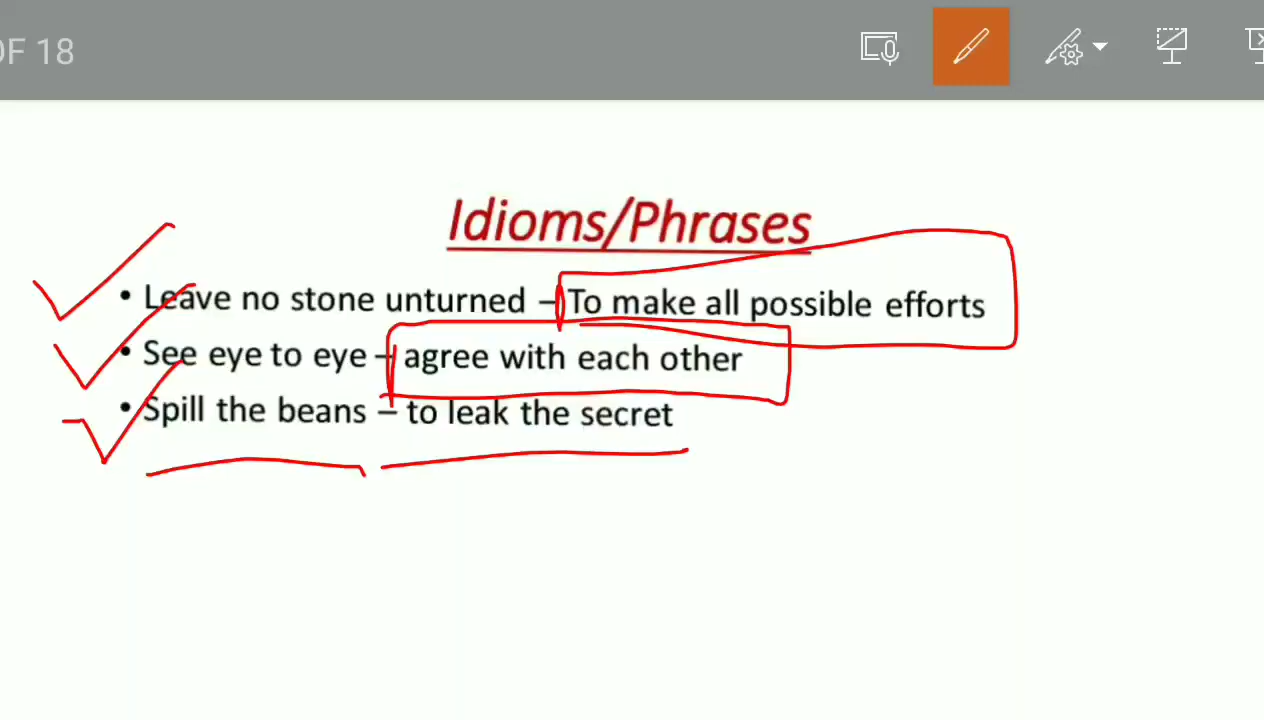 OF 18
Idioms/Phrases
• Leave no stone unturned – To make all possible efforts
• See eye to eye – agree with each other
• Spill the beans – to leak the secret